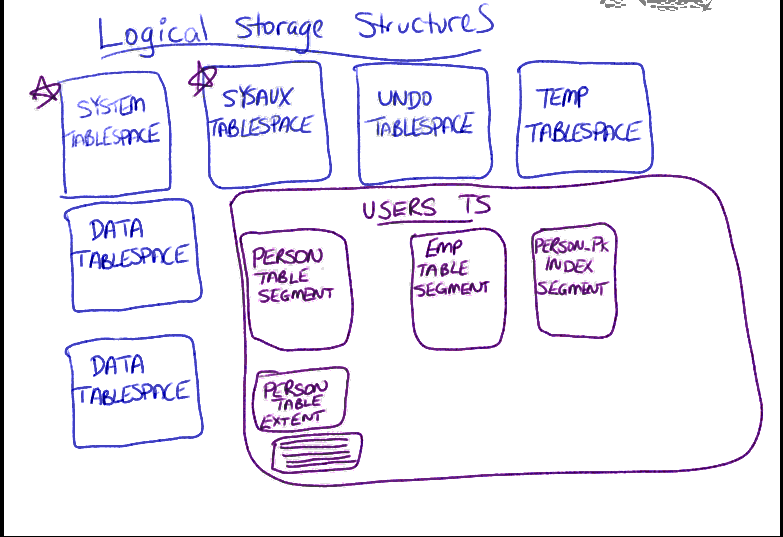 Logical Storage Structures
SYSTEM
TABLESPACE
SYSAUX
TABLESPACE
UNDO
TABLESPACE
TEMP
TABLESPACE
DATA
TABLESPACE
DATA
TABLESPACE
USERS TS
PERSON
TABLE
SEGMENT
EMP
TABLE
SEGMENT
PERSON_PK
INDEX
SEGMENT
PERSON
TABLE
EXTENT